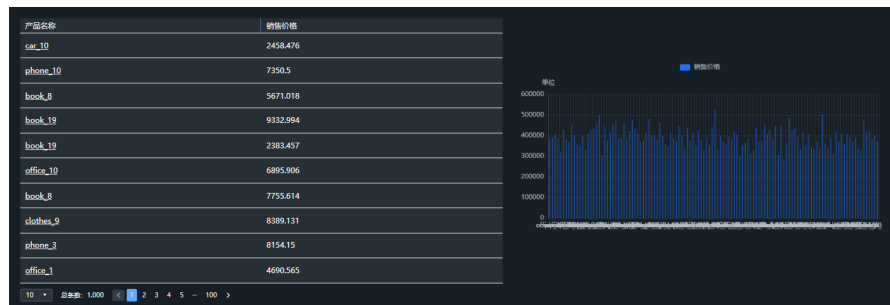 产品名称 销售价格
car_10 2458.476
phone_10 7350.5
book_8 5671.018
book_19 9332.994
book_19 2383.457
office_10 6895.906
book_8 7755.614
clothes_9 8389.131
phone_3 8154.15
office_1 4690.565
10 总条数: 1,000 < 1 2 3 4 5 ··· 100 >
销售价格
单位
600000
500000
400000
300000
200000
100000
0